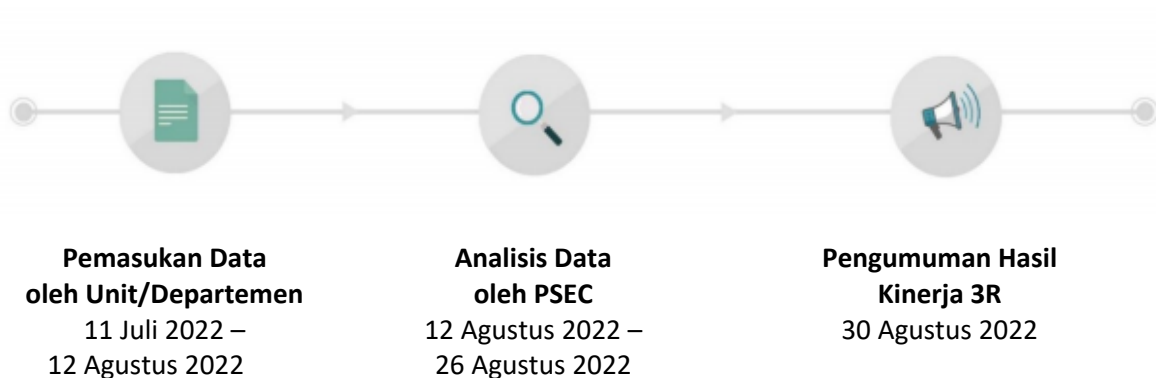 Pemasukan Data
oleh Unit/Departemen
11 Juli 2022 –
12 Agustus 2022
Analisis Data
oleh PSEC
12 Agustus 2022 –
26 Agustus 2022
Pengumuman Hasil
Kinerja 3R
30 Agustus 2022